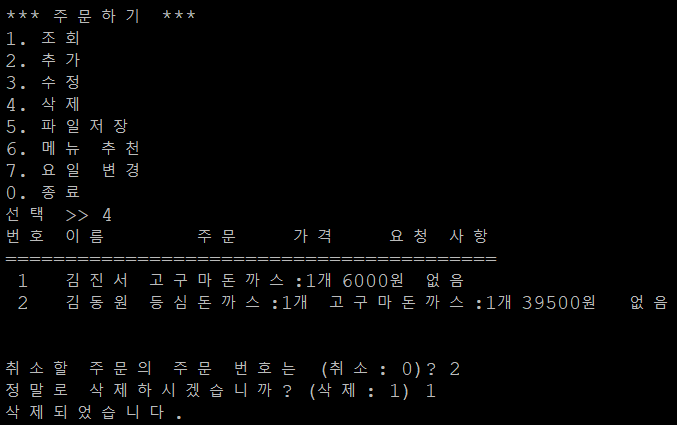 *** 주문하기 ***
1. 조회
2. 추가
3. 수정
4. 삭제
5. 파일저장
6. 메뉴 추천
7. 요일 변경
0. 종료
선택 >> 4
번호 이름 주문 가격 요청 사항
=========================================
1 김진서 고구마돈까스:1개 6000원 없음
2 김동원 등심돈까스:1개 고구마돈까스:1개 39500원 없음
취소할 주문의 주문 번호는 (취소: 0)? 2
정말로 삭제하시겠습니까? (삭제: 1) 1
삭제되었습니다.